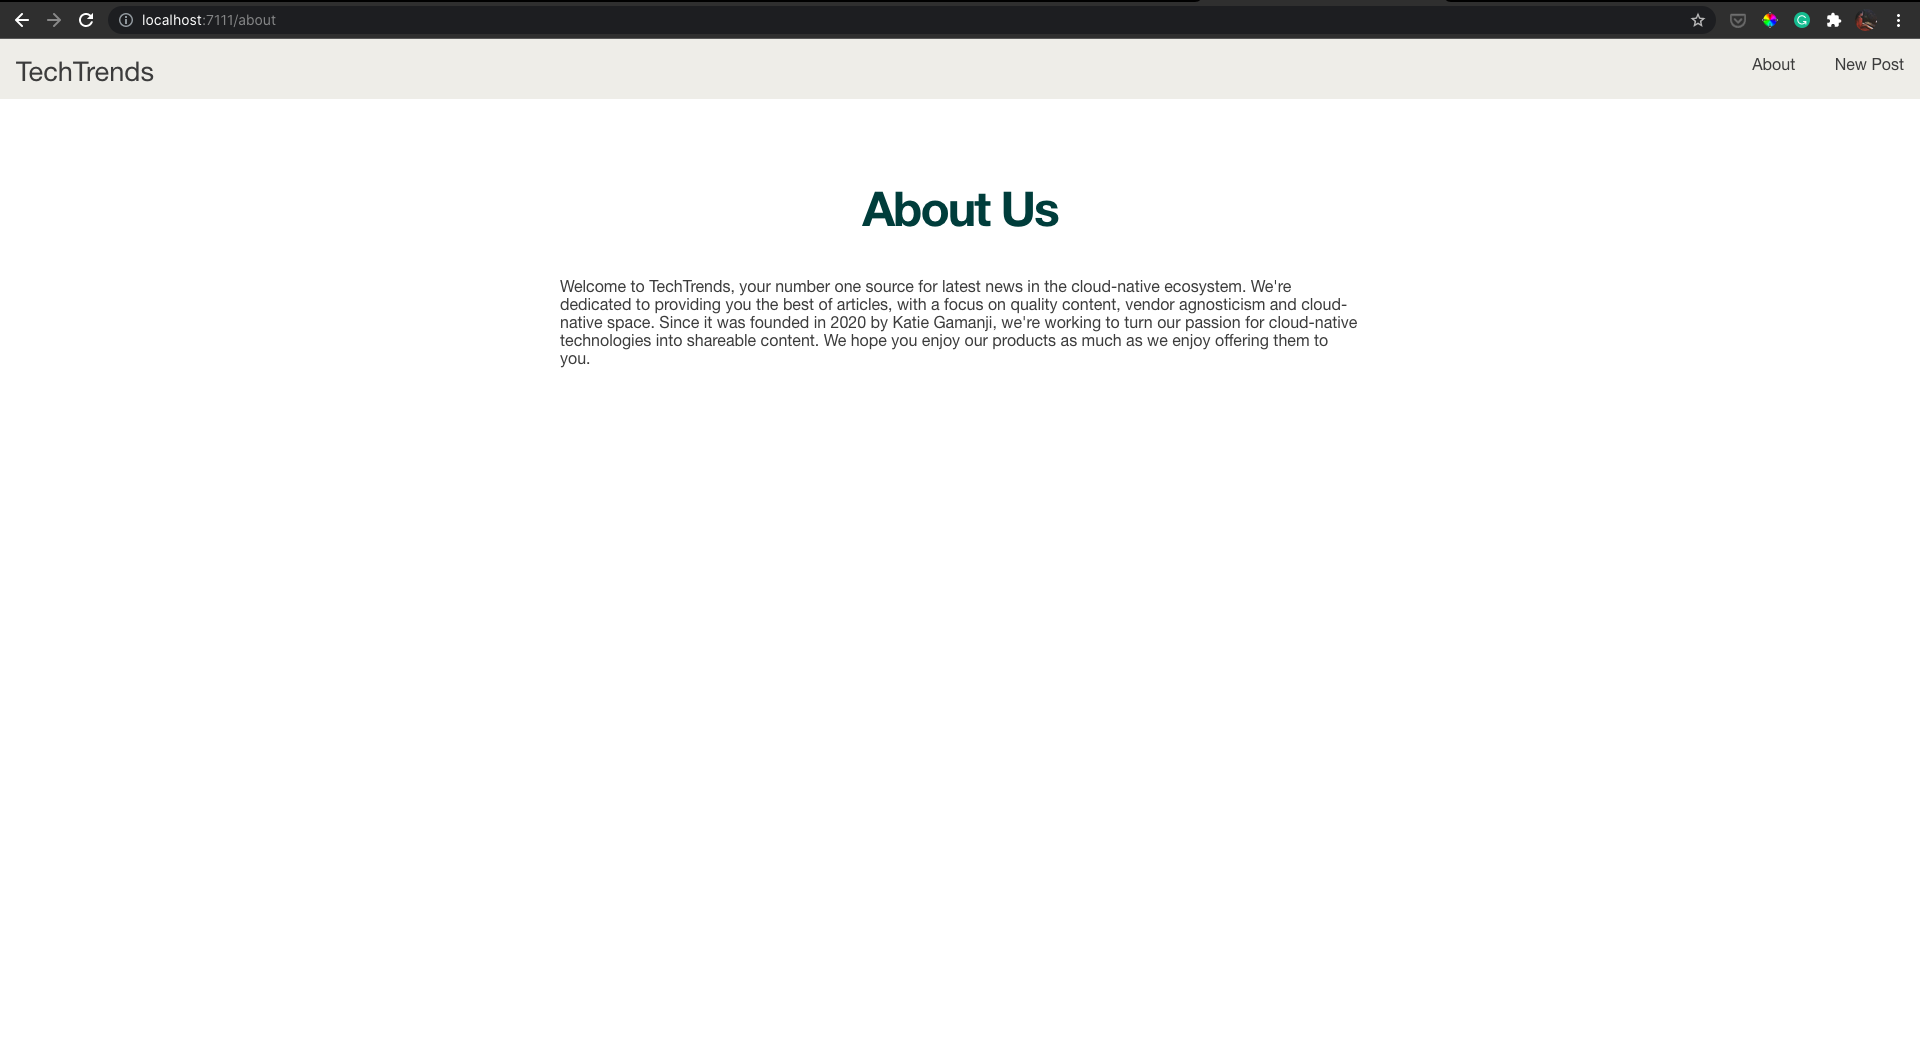 localhost:7111/about
TechTrends
About
New Post
About Us
Welcome to TechTrends, your number one source for latest news in the cloud-native ecosystem. We're
dedicated to providing you the best of articles, with a focus on quality content, vendor agnosticism and cloud-
native space. Since it was founded in 2020 by Katie Gamanji, we're working to turn our passion for cloud-native
technologies into shareable content. We hope you enjoy our products as much as we enjoy offering them to
you.